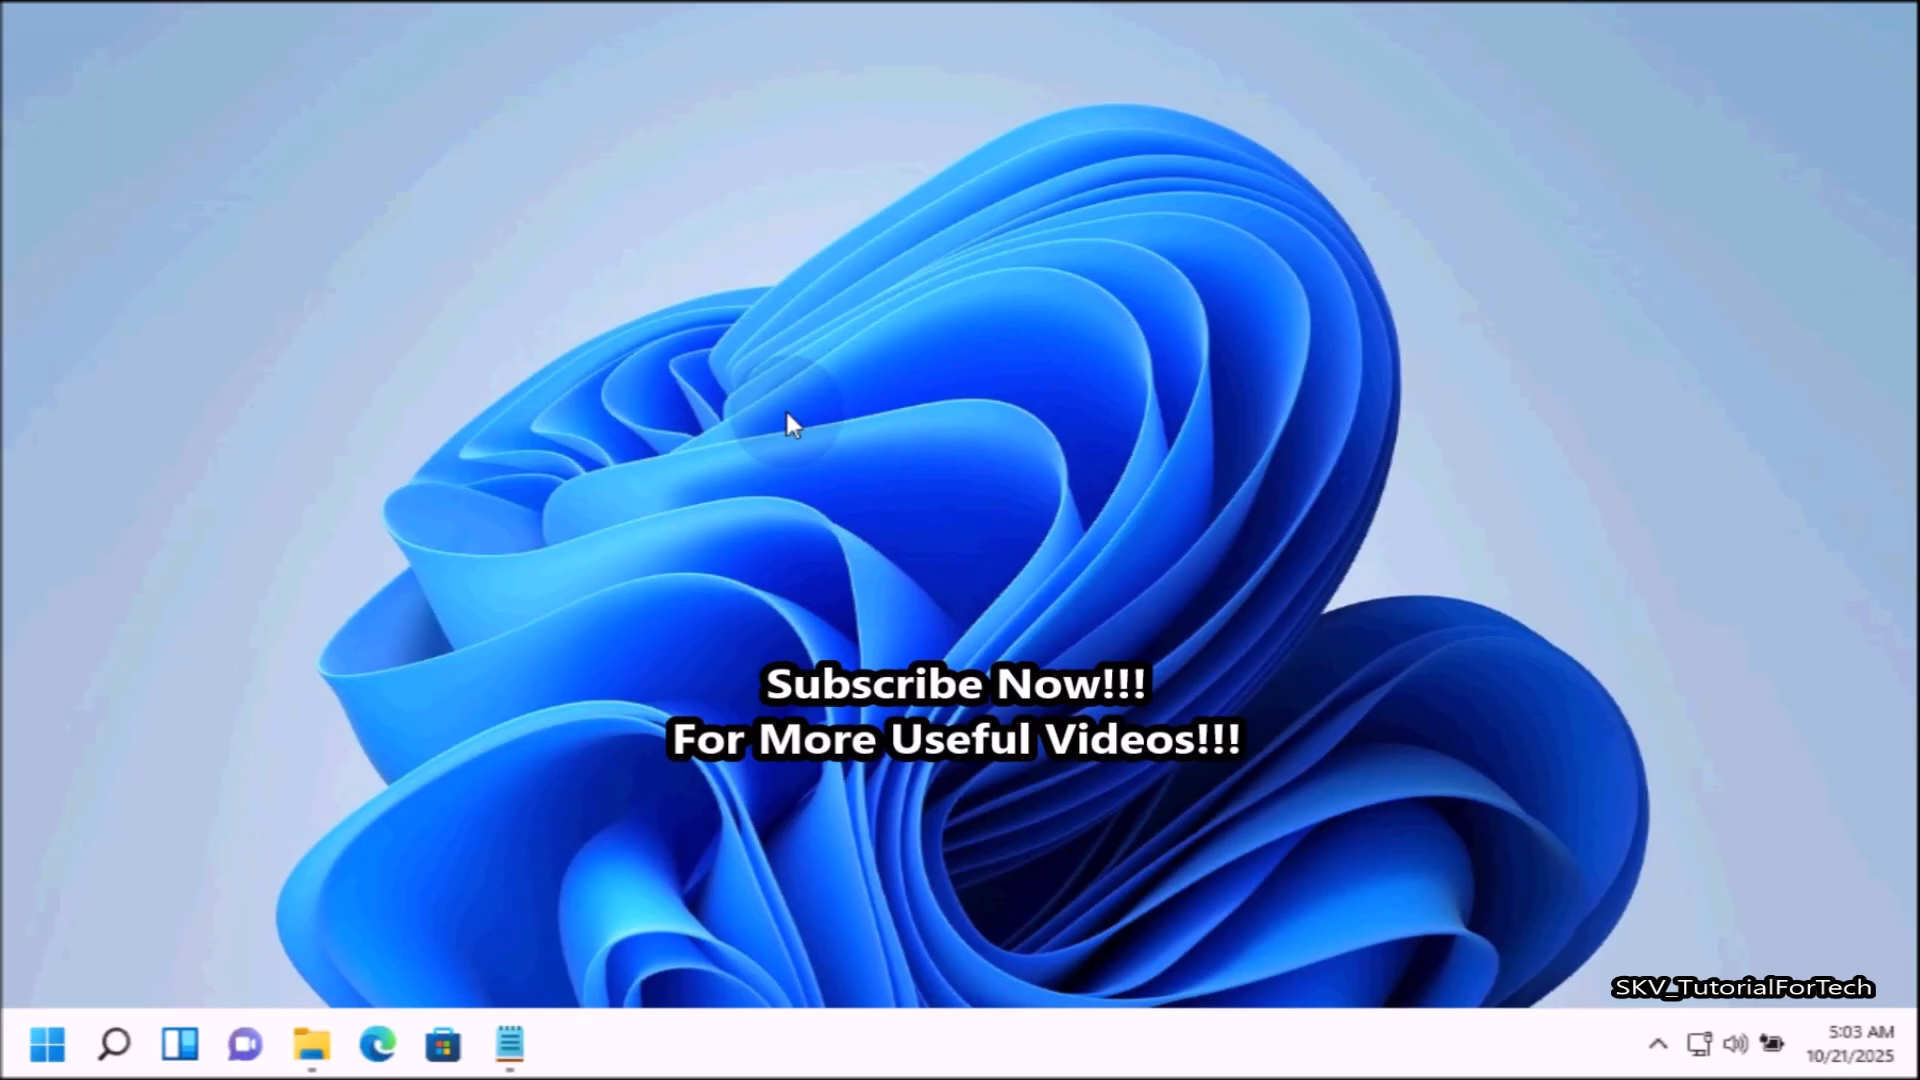 Subscribe Now!!!
For More Useful Videos!!!
SKV_TutorialForTech
5:03 AM
10/21/2025